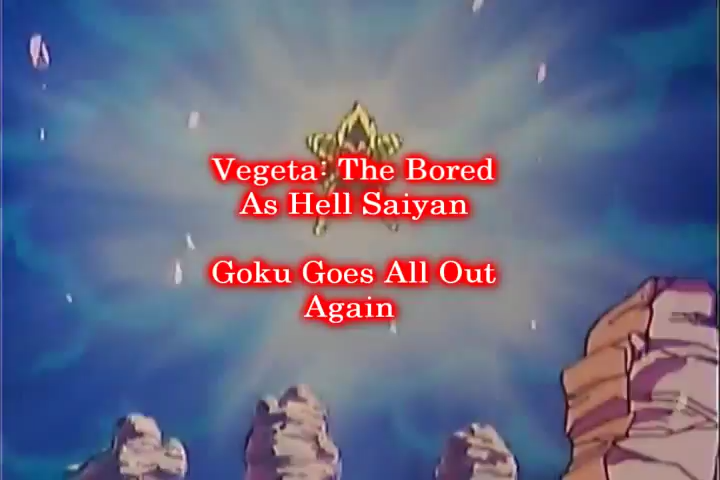 Vegeta: The Bored
As Hell Saiyan
Goku Goes All Out
Again